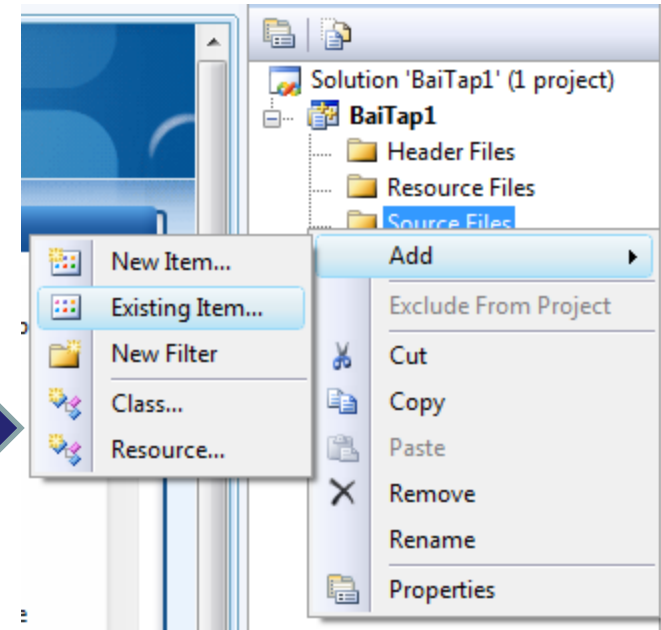 Solution 'BaiTap1' (1 project)
BaiTap1
Header Files
Resource Files
Source Files
Add
Exclude From Project
Cut
Copy
Paste
Remove
Rename
Properties
New Item...
Existing Item...
New Filter
Class...
Resource...